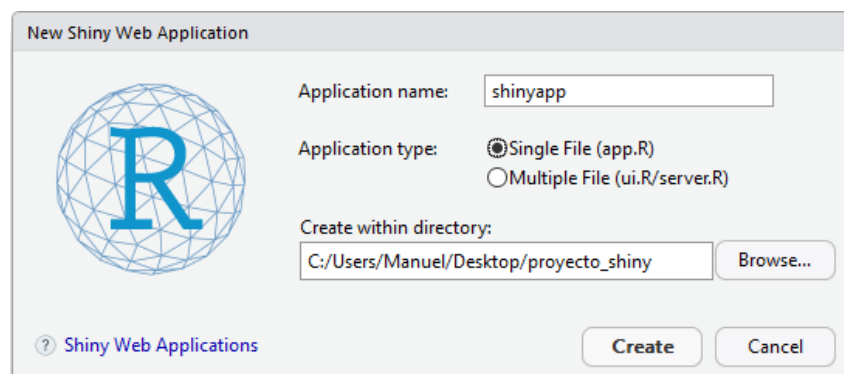 New Shiny Web Application
Application name: shinyapp
R
Application type: Single File (app.R)
Multiple File (ui.R/server.R)
Create within directory:
C:/Users/Manuel/Desktop/proyecto_shiny Browse...
? Shiny Web Applications Create Cancel